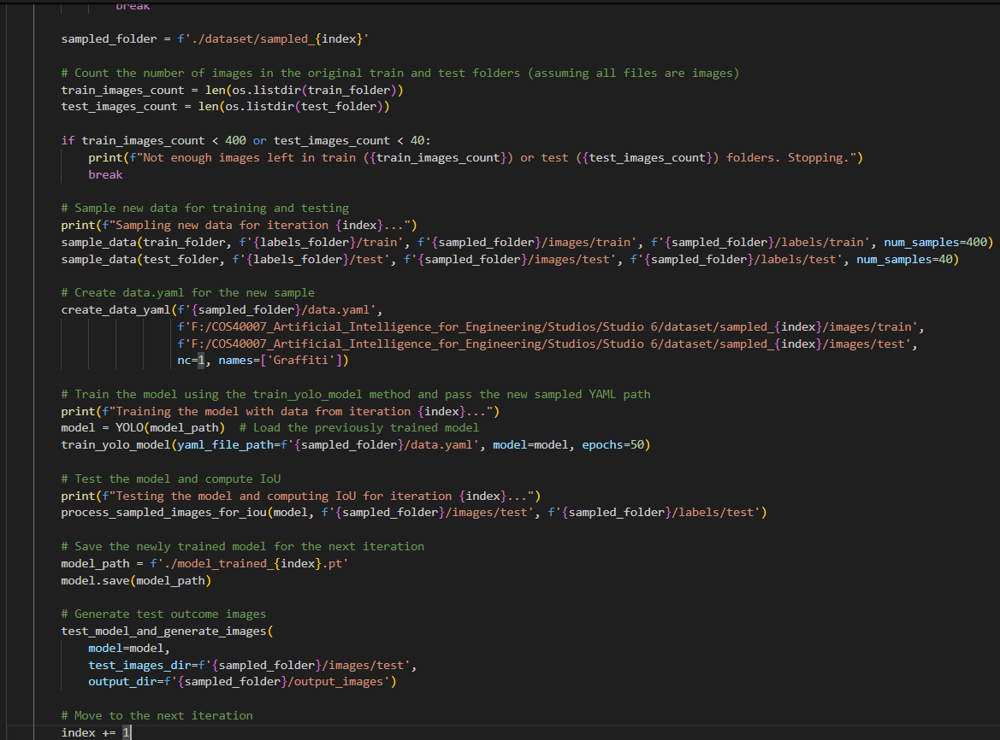 break
sampled_folder = f'./dataset/sampled_{index}'
# Count the number of images in the original train and test folders (assuming all files are images)
train_images_count = len(os.listdir(train_folder))
test_images_count = len(os.listdir(test_folder))
if train_images_count < 400 or test_images_count < 40:
print(f"Not enough images left in train ({train_images_count}) or test ({test_images_count}) folders. Stopping.")
break
# Sample new data for training and testing
print(f"Sampling new data for iteration {index}...")
sample_data(train_folder, f'{labels_folder}/train', f'{sampled_folder}/images/train', f'{sampled_folder}/labels/train', num_samples=400)
sample_data(test_folder, f'{labels_folder}/test', f'{sampled_folder}/images/test', f'{sampled_folder}/labels/test', num_samples=40)
# Create data.yaml for the new sample
create_data_yaml(f'{sampled_folder}/data.yaml',
f'F:/COS40007_Artificial_Intelligence_for_Engineering/Studios/Studio 6/dataset/sampled_{index}/images/train',
f'F:/COS40007_Artificial_Intelligence_for_Engineering/Studios/Studio 6/dataset/sampled_{index}/images/test',
nc=1, names=['Graffiti'])
# Train the model using the train_yolo_model method and pass the new sampled YAML path
print(f"Training the model with data from iteration {index}...")
model = YOLO(model_path)  # Load the previously trained model
train_yolo_model(yaml_file_path=f'{sampled_folder}/data.yaml', model=model, epochs=50)
# Test the model and compute IoU
print(f"Testing the model and computing IoU for iteration {index}...")
process_sampled_images_for_iou(model, f'{sampled_folder}/images/test', f'{sampled_folder}/labels/test')
# Save the newly trained model for the next iteration
model_path = f'./model_trained_{index}.pt'
model.save(model_path)
# Generate test outcome images
test_model_and_generate_images(
model=model,
test_images_dir=f'{sampled_folder}/images/test',
output_dir=f'{sampled_folder}/output_images')
# Move to the next iteration
index += 1